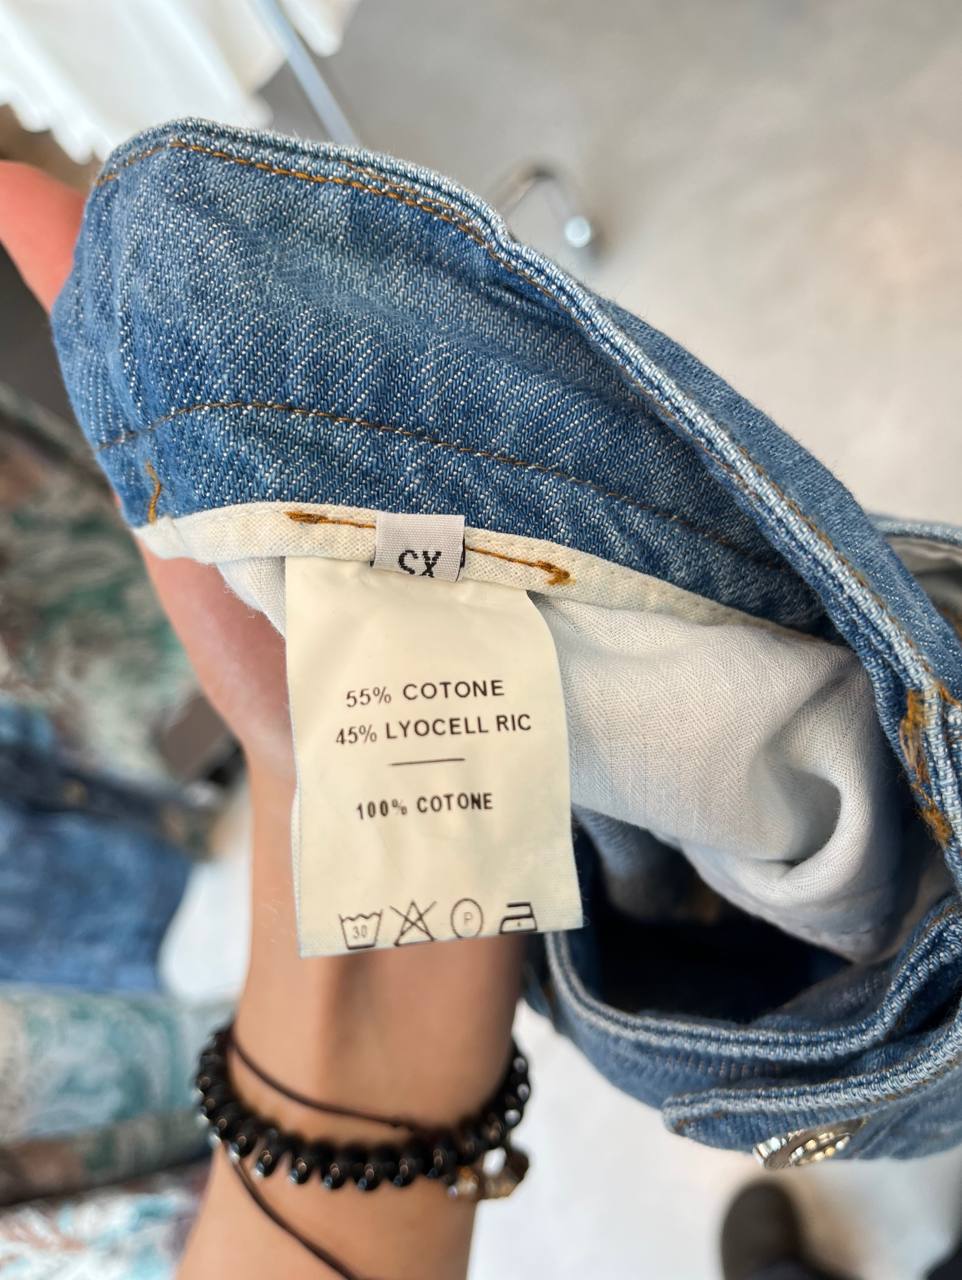 XS
55% COTONE
45% LYOCELL RIC
100% COTONE
30 P